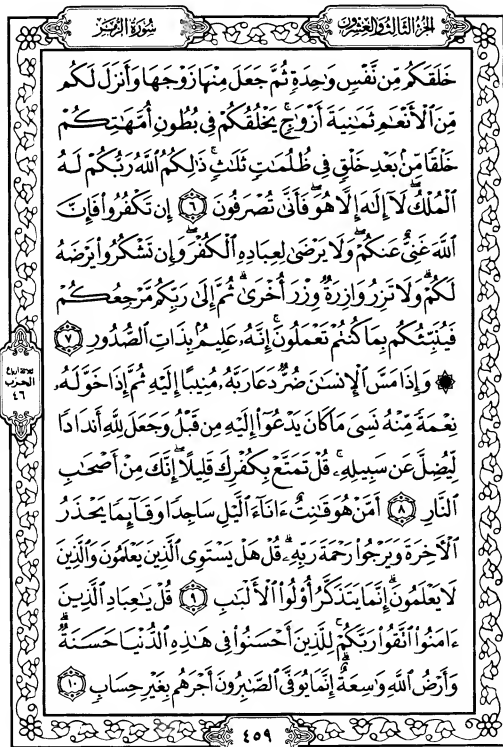 الجزء الثالث والعشرون
سورة الزمر
خَلَقَكُم مِّن نَّفْسٍ وَٰحِدَةٍ ثُمَّ جَعَلَ مِنْهَا زَوْجَهَا وَأَنزَلَ لَكُم
مِّنَ ٱلْأَنْعَٰمِ ثَمَٰنِيَةَ أَزْوَٰجٍ ۚ يَخْلُقُكُمْ فِى بُطُونِ أُمَّهَٰتِكُمْ
خَلْقًا مِّنۢ بَعْدِ خَلْقٍ فِى ظُلُمَٰتٍ ثَلَٰثٍ ۚ ذَٰلِكُمُ ٱللَّهُ رَبُّكُمْ لَهُ
ٱلْمُلْكُ ۖ لَآ إِلَٰهَ إِلَّا هُوَ ۖ فَأَنَّىٰ تُصْرَفُونَ ٦ إِن تَكْفُرُوا۟ فَإِنَّ
ٱللَّهَ غَنِىٌّ عَنكُمْ ۖ وَلَا يَرْضَىٰ لِعِبَادِهِ ٱلْكُفْرَ ۖ وَإِن تَشْكُرُوا۟ يَرْضَهُ
لَكُمْ ۗ وَلَا تَزِرُ وَازِرَةٌ وِزْرَ أُخْرَىٰ ۗ ثُمَّ إِلَىٰ رَبِّكُم مَّرْجِعُكُمْ
فَيُنَبِّئُكُم بِمَا كُنتُمْ تَعْمَلُونَ ۚ إِنَّهُۥ عَلِيمٌۢ بِذَاتِ ٱلصُّدُورِ ٧
۞ وَإِذَا مَسَّ ٱلْإِنسَٰنَ ضُرٌّ دَعَا رَبَّهُۥ مُنِيبًا إِلَيْهِ ثُمَّ إِذَا خَوَّلَهُۥ
نِعْمَةً مِّنْهُ نَسِىَ مَا كَانَ يَدْعُوٓا۟ إِلَيْهِ مِن قَبْلُ وَجَعَلَ لِلَّهِ أَندَادًا
لِّيُضِلَّ عَن سَبِيلِهِۦ ۚ قُلْ تَمَتَّعْ بِكُفْرِكَ قَلِيلًا ۖ إِنَّكَ مِنْ أَصْحَٰبِ
ٱلنَّارِ ٨ أَمَّنْ هُوَ قَٰنِتٌ ءَانَآءَ ٱلَّيْلِ سَاجِدًا وَقَآئِمًا يَحْذَرُ
ٱلْءَاخِرَةَ وَيَرْجُوا۟ رَحْمَةَ رَبِّهِۦ ۗ قُلْ هَلْ يَسْتَوِى ٱلَّذِينَ يَعْلَمُونَ وَٱلَّذِينَ
لَا يَعْلَمُونَ ۗ إِنَّمَا يَتَذَكَّرُ أُو۟لُوا۟ ٱلْأَلْبَٰبِ ٩ قُلْ يَٰعِبَادِ ٱلَّذِينَ
ءَامَنُوا۟ ٱتَّقُوا۟ رَبَّكُمْ ۚ لِلَّذِينَ أَحْسَنُوا۟ فِى هَٰذِهِ ٱلدُّنْيَا حَسَنَةٌ ۗ
وَأَرْضُ ٱللَّهِ وَٰسِعَةٌ ۗ إِنَّمَا يُوَفَّى ٱلصَّٰبِرُونَ أَجْرَهُم بِغَيْرِ حِسَابٍ ١٠
ثلاثة أرباع
الحزب
٤٦
٤٥٩